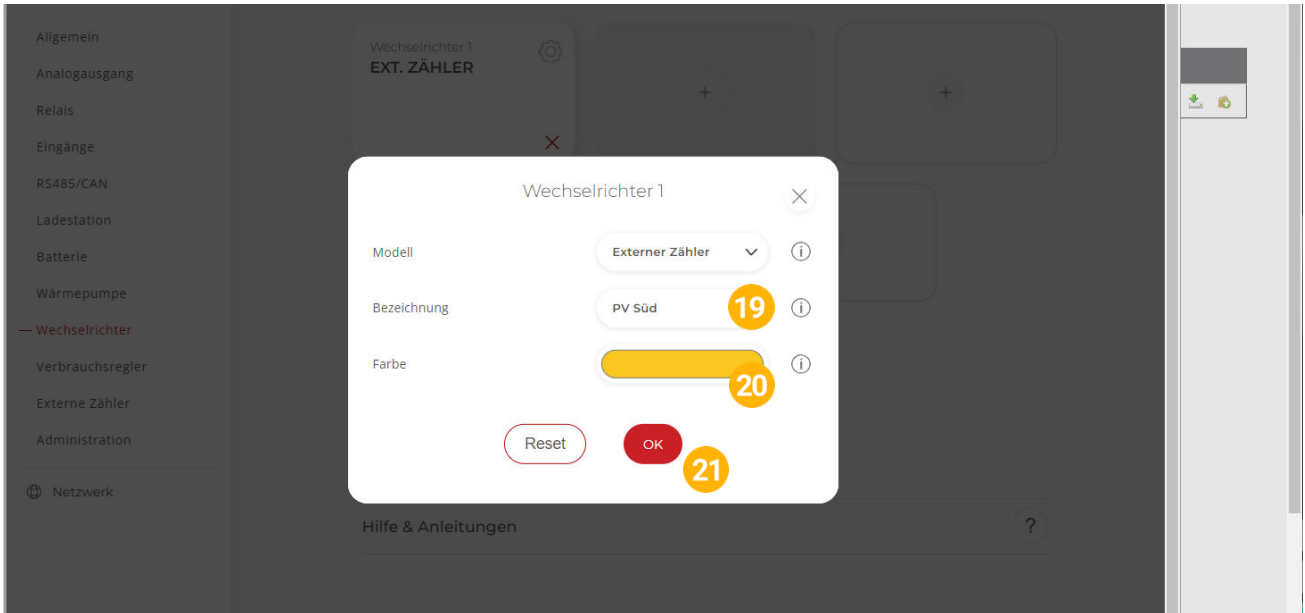 Allgemein
Analogausgang
Relais
Eingänge
RS485/CAN
Ladestation
Batterie
Wärmepumpe
— Wechselrichter
Verbrauchsregler
Externe Zähler
Administration
Netzwerk
Wechselrichter 1
EXT. ZÄHLER
+
+
Wechselrichter 1
Modell Externer Zähler i
Bezeichnung PV Süd 19 i
Farbe 20 i
Reset OK 21
Hilfe & Anleitungen ?